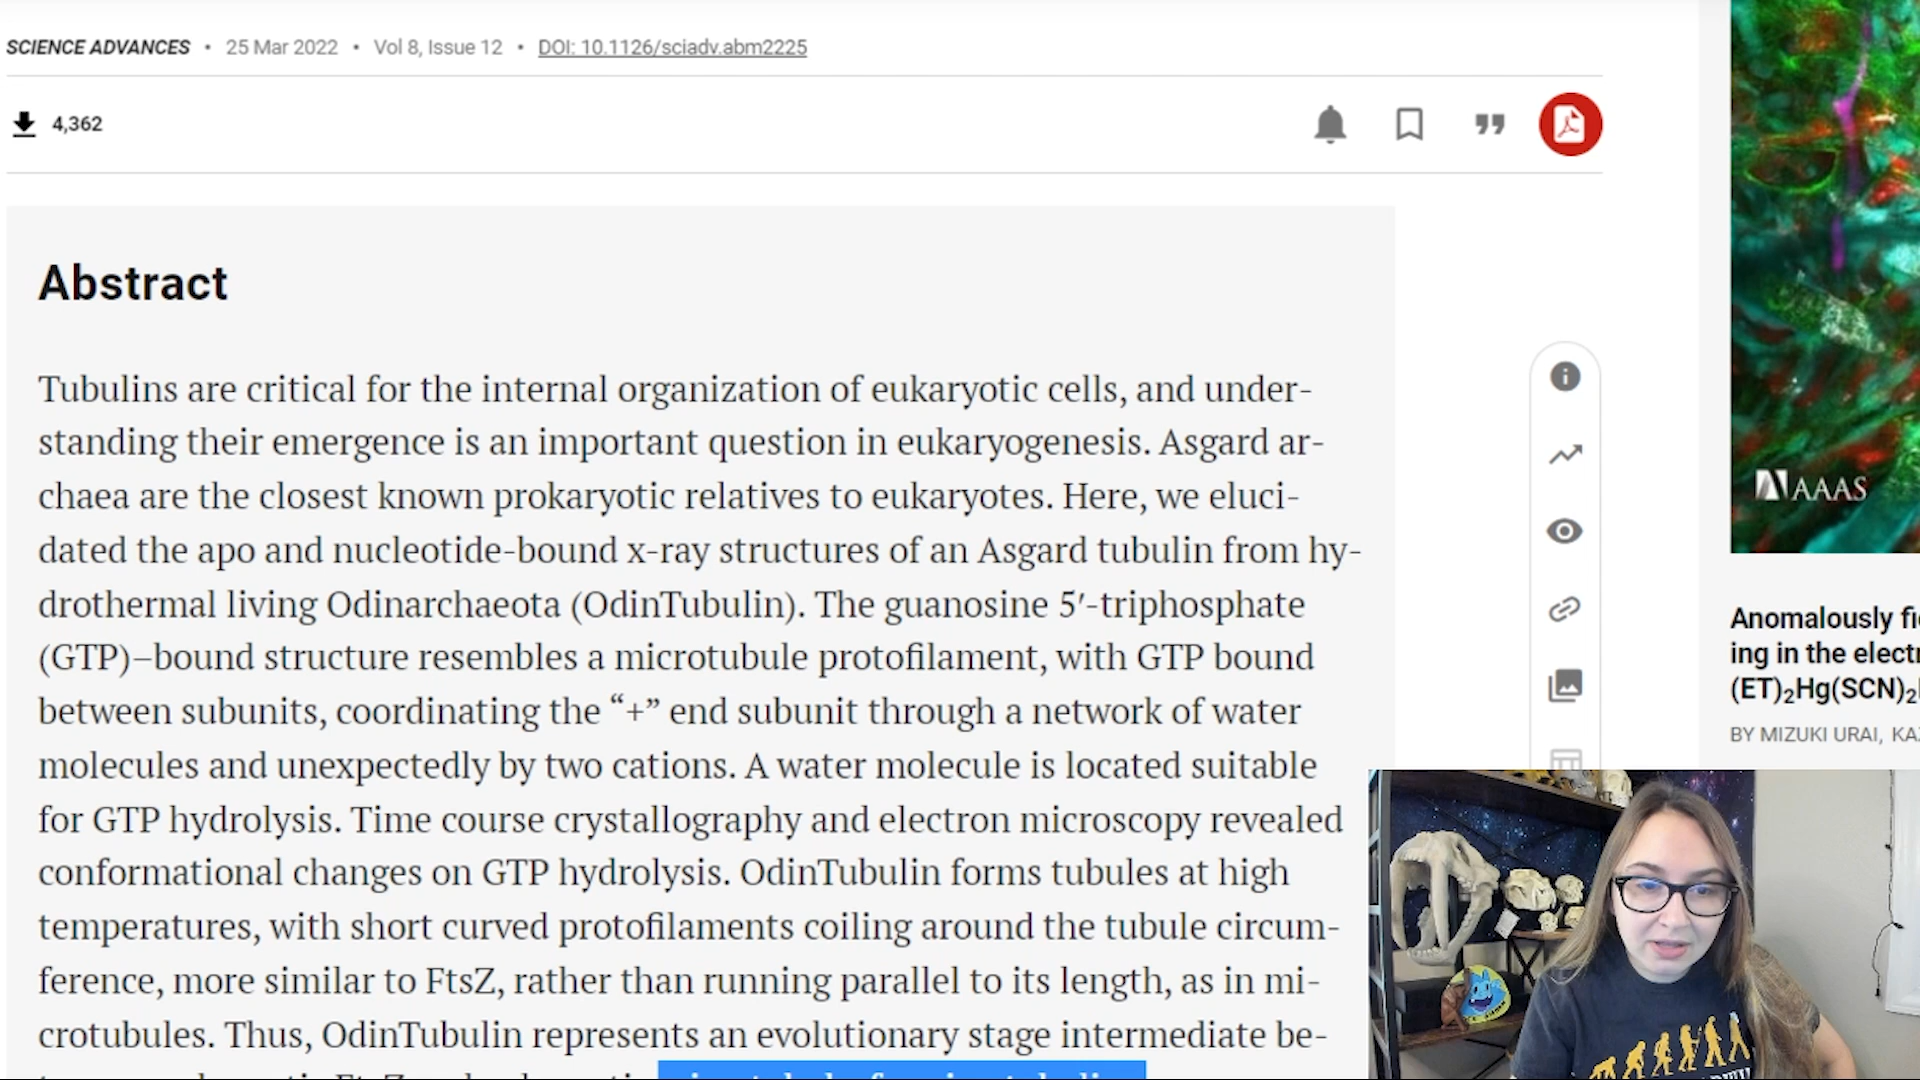 SCIENCE ADVANCES • 25 Mar 2022 • Vol 8, Issue 12 • DOI: 10.1126/sciadv.abm2225
4,362
Abstract
Tubulins are critical for the internal organization of eukaryotic cells, and under-
standing their emergence is an important question in eukaryogenesis. Asgard ar-
chaea are the closest known prokaryotic relatives to eukaryotes. Here, we eluci-
dated the apo and nucleotide-bound x-ray structures of an Asgard tubulin from hy-
drothermal living Odinarchaeota (OdinTubulin). The guanosine 5′-triphosphate
(GTP)–bound structure resembles a microtubule protofilament, with GTP bound
between subunits, coordinating the “+” end subunit through a network of water
molecules and unexpectedly by two cations. A water molecule is located suitable
for GTP hydrolysis. Time course crystallography and electron microscopy revealed
conformational changes on GTP hydrolysis. OdinTubulin forms tubules at high
temperatures, with short curved protofilaments coiling around the tubule circum-
ference, more similar to FtsZ, rather than running parallel to its length, as in mi-
crotubules. Thus, OdinTubulin represents an evolutionary stage intermediate be-
AAAS
Anomalously fi
ing in the electr
(ET)₂Hg(SCN)₂
BY MIZUKI URAI, KA